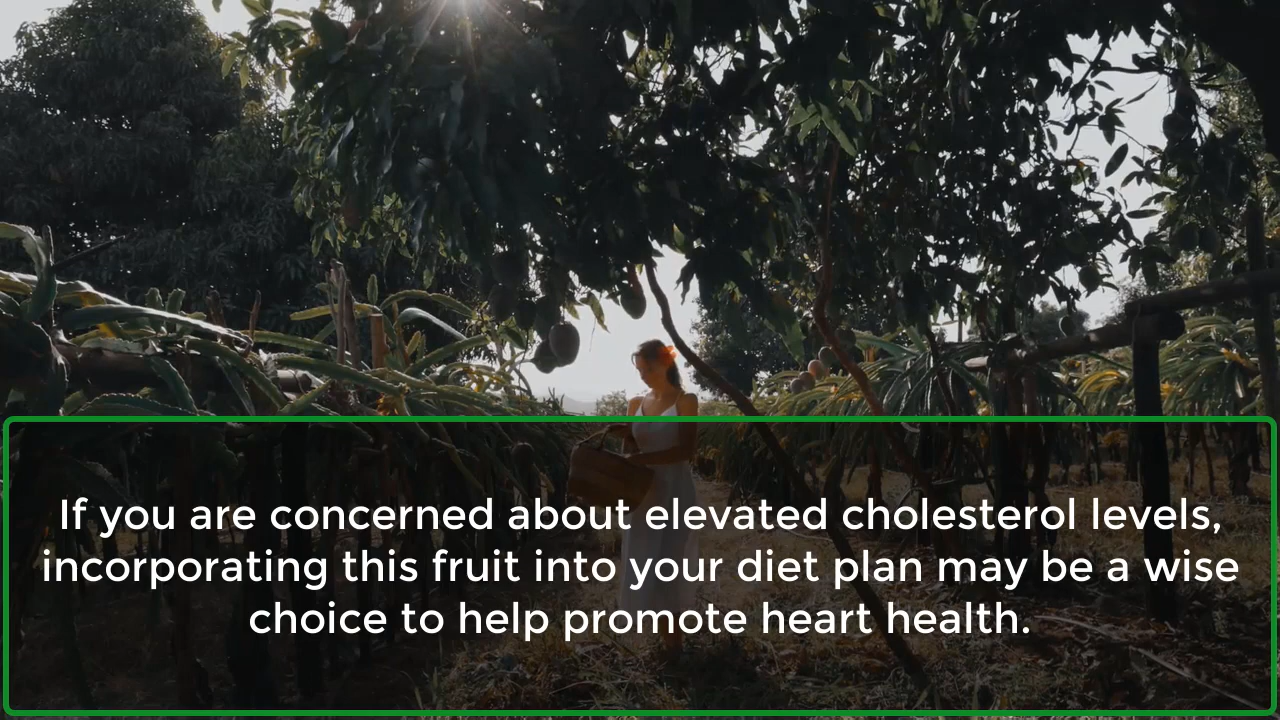 If you are concerned about elevated cholesterol levels,
incorporating this fruit into your diet plan may be a wise
choice to help promote heart health.